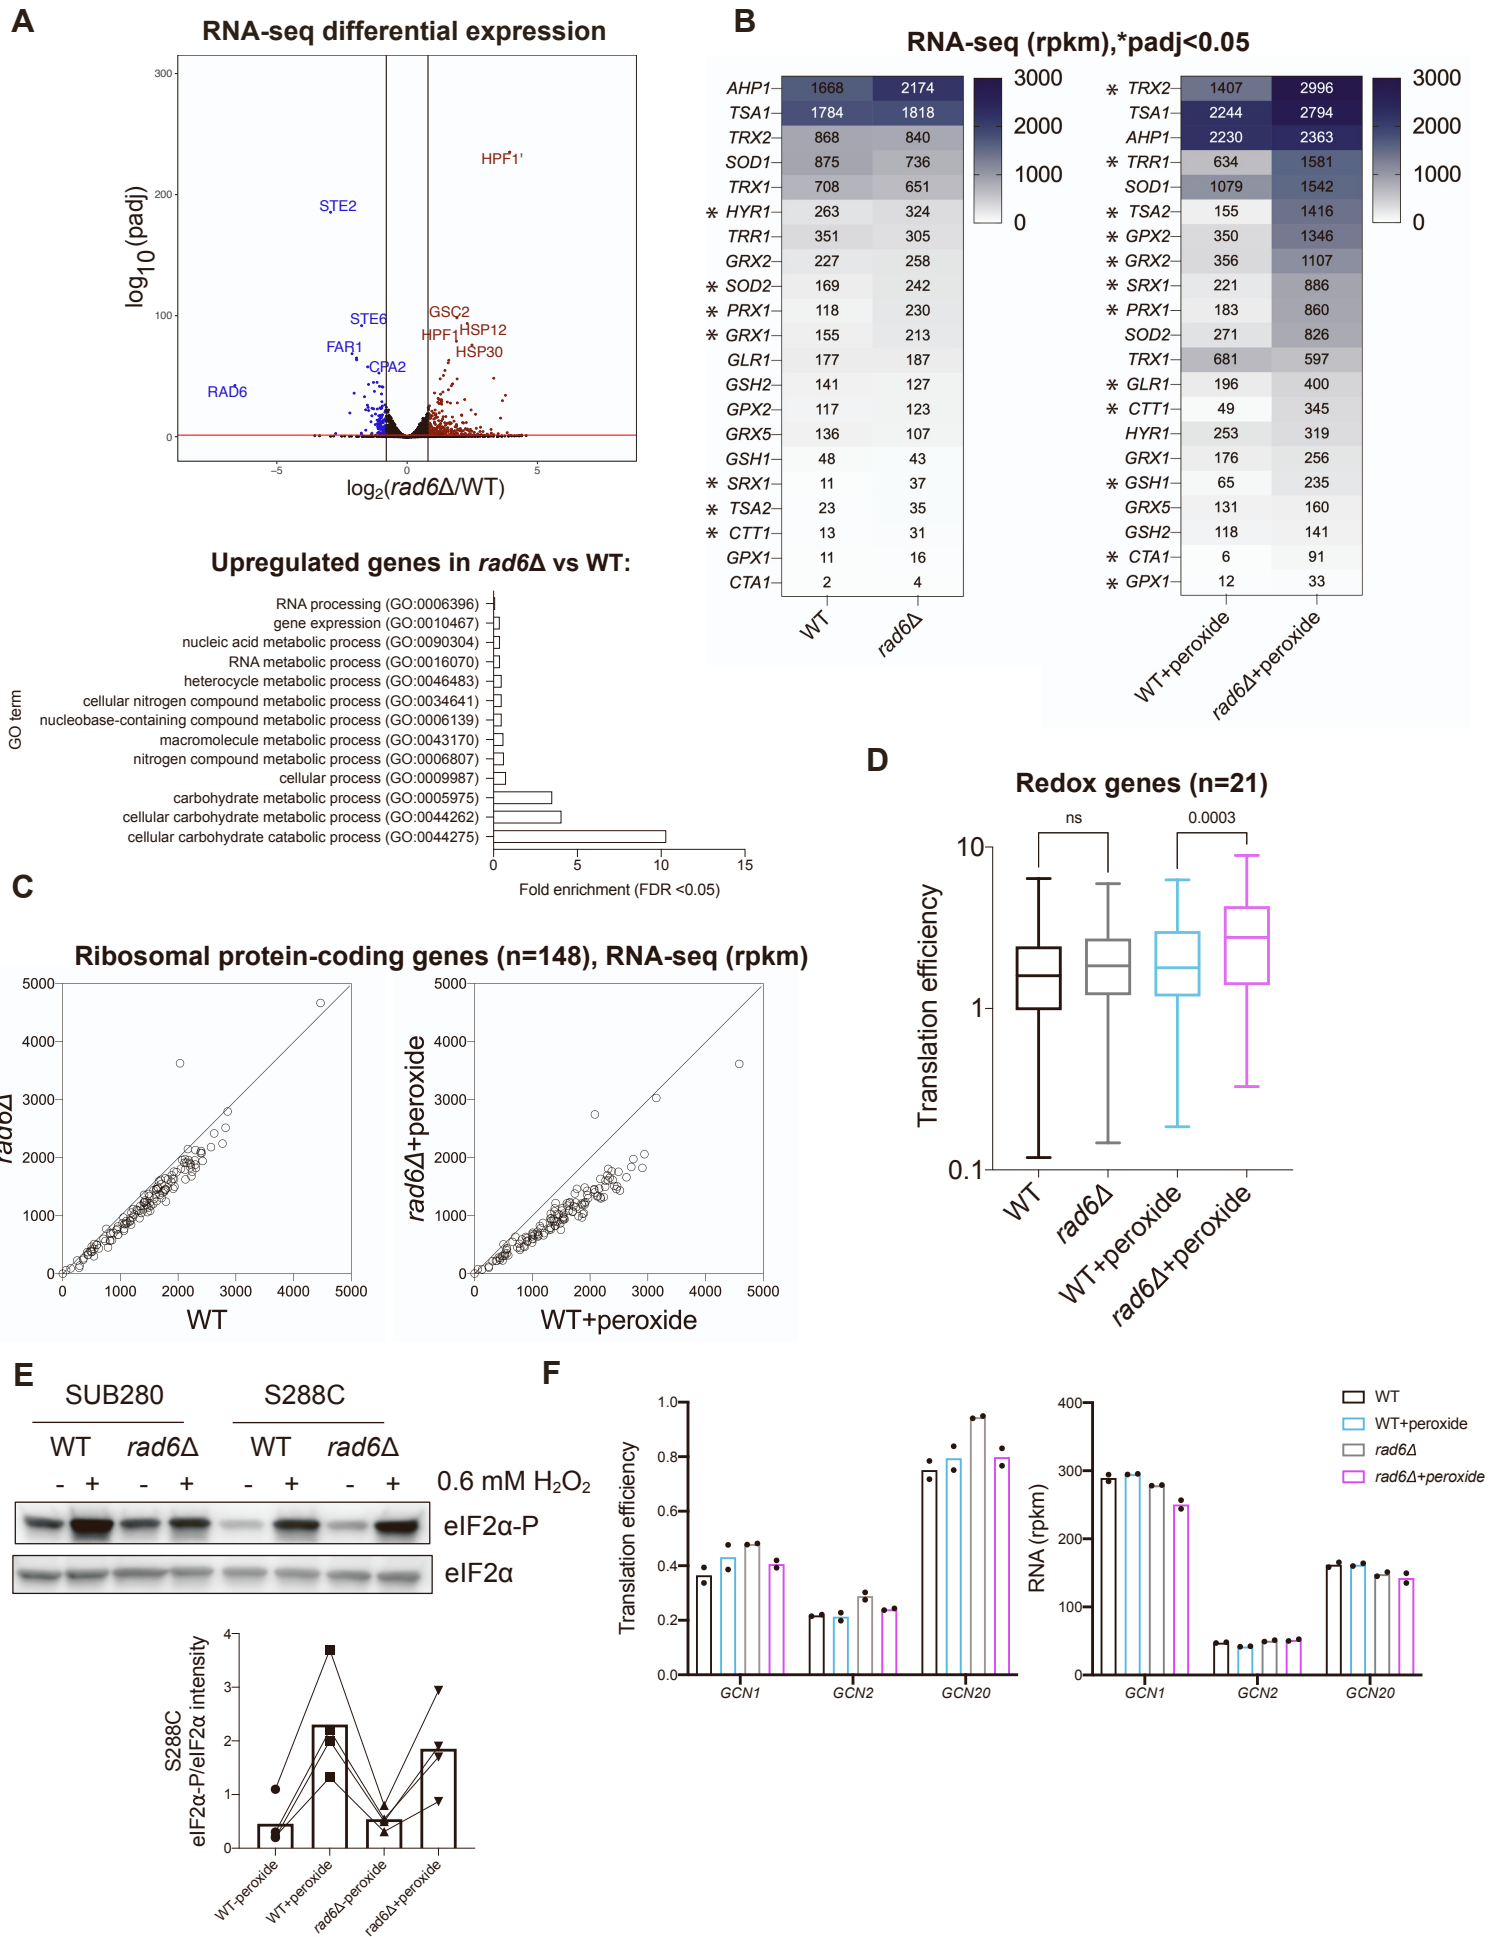 A
RNA-seq differential expression
log10(padj)
300
200
100
0
HPF1'
STE2
STE6
GSC2
HPF1
HSP12
FAR1
HSP30
CPA2
RAD6
−5
0
5
log2(rad6Δ/WT)
Upregulated genes in rad6Δ vs WT:
GO term
RNA processing (GO:0006396)
gene expression (GO:0010467)
nucleic acid metabolic process (GO:0090304)
RNA metabolic process (GO:0016070)
heterocycle metabolic process (GO:0046483)
cellular nitrogen compound metabolic process (GO:0034641)
nucleobase-containing compound metabolic process (GO:0006139)
macromolecule metabolic process (GO:0043170)
nitrogen compound metabolic process (GO:0006807)
cellular process (GO:0009987)
carbohydrate metabolic process (GO:0005975)
cellular carbohydrate metabolic process (GO:0044262)
cellular carbohydrate catabolic process (GO:0044275)
0 5 10 15
Fold enrichment (FDR <0.05)
B
RNA-seq (rpkm),*padj<0.05
AHP1 1668 2174
TSA1 1784 1818
TRX2 868 840
SOD1 875 736
TRX1 708 651
* HYR1 263 324
TRR1 351 305
GRX2 227 258
* SOD2 169 242
* PRX1 118 230
* GRX1 155 213
GLR1 177 187
GSH2 141 127
GPX2 117 123
GRX5 136 107
GSH1 48 43
* SRX1 11 37
* TSA2 23 35
* CTT1 13 31
GPX1 11 16
CTA1 2 4
WT rad6Δ
3000
2000
1000
0
* TRX2 1407 2996
TSA1 2244 2794
AHP1 2230 2363
* TRR1 634 1581
SOD1 1079 1542
* TSA2 155 1416
* GPX2 350 1346
* GRX2 356 1107
* SRX1 221 886
* PRX1 183 860
SOD2 271 826
TRX1 681 597
* GLR1 196 400
* CTT1 49 345
HYR1 253 319
GRX1 176 256
* GSH1 65 235
GRX5 131 160
GSH2 118 141
* CTA1 6 91
* GPX1 12 33
WT+peroxide rad6Δ+peroxide
3000
2000
1000
0
C
Ribosomal protein-coding genes (n=148), RNA-seq (rpkm)
rad6Δ
5000
4000
3000
2000
1000
0
0 1000 2000 3000 4000 5000
WT
rad6Δ+peroxide
5000
4000
3000
2000
1000
0
0 1000 2000 3000 4000 5000
WT+peroxide
D
Redox genes (n=21)
ns
0.0003
Translation efficiency
10
1
0.1
WT
rad6Δ
WT+peroxide
rad6Δ+peroxide
E
SUB280 S288C
WT rad6Δ WT rad6Δ
- + - + - + - + 0.6 mM H2O2
eIF2α-P
eIF2α
S288C
eIF2α-P/eIF2α intensity
4
3
2
1
0
WT-peroxide
WT+peroxide
rad6Δ-peroxide
rad6Δ+peroxide
F
Translation efficiency
1.0
0.8
0.6
0.4
0.2
0.0
GCN1 GCN2 GCN20
RNA (rpkm)
400
300
200
100
0
GCN1 GCN2 GCN20
WT
WT+peroxide
rad6Δ
rad6Δ+peroxide